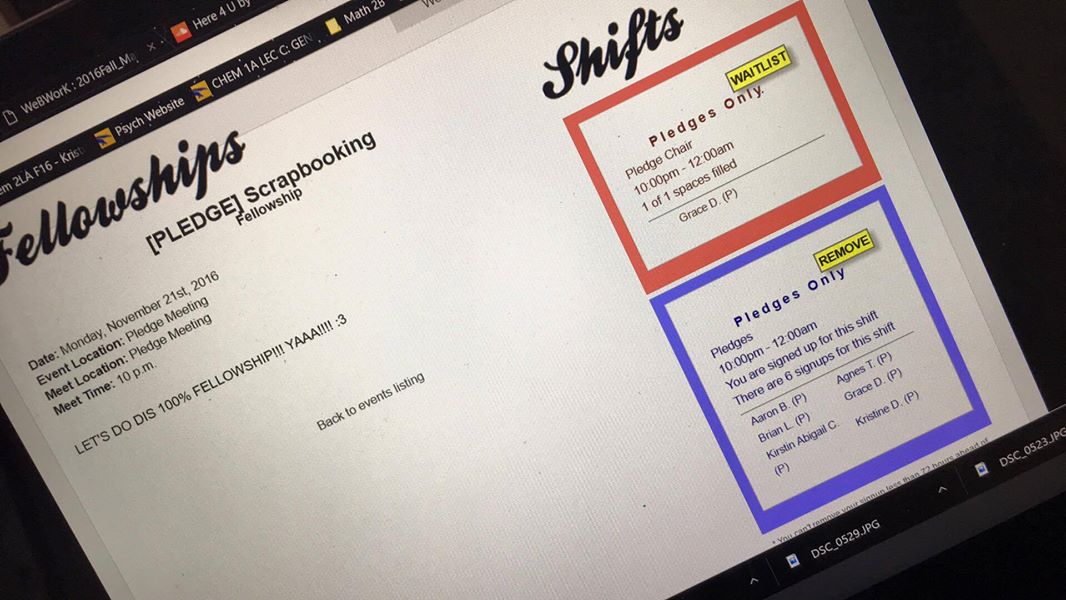 WeBWorK : 2016Fall_Ma
Here 4 U by
Kris
em 2LA F16 -
Psych Website
CHEM 1A LEC C: GEN
Math 2B
Fellowships
[PLEDGE] Scrapbooking
Fellowship
Date: Monday, November 21st, 2016
Event Location: Pledge Meeting
Meet Location: Pledge Meeting
Meet Time: 10 p.m.
LET'S DO DIS 100% FELLOWSHIP!!! YAAA!!!! :3
Back to events listing
Shifts
WAITLIST
Pledges Only
Pledge Chair
10:00pm - 12:00am
1 of 1 spaces filled
Grace D. (P)
REMOVE
Pledges Only
Pledges
10:00pm - 12:00am
You are signed up for this shift
There are 6 signups for this shift
Aaron B. (P) Agnes T. (P)
Brian L. (P) Grace D. (P)
Kirstin Abigail C. Kristine D. (P)
(P)
* You can't remove your signup less than 72 hours ahead of
DSC_0529.JPG
DSC_0523.JPG